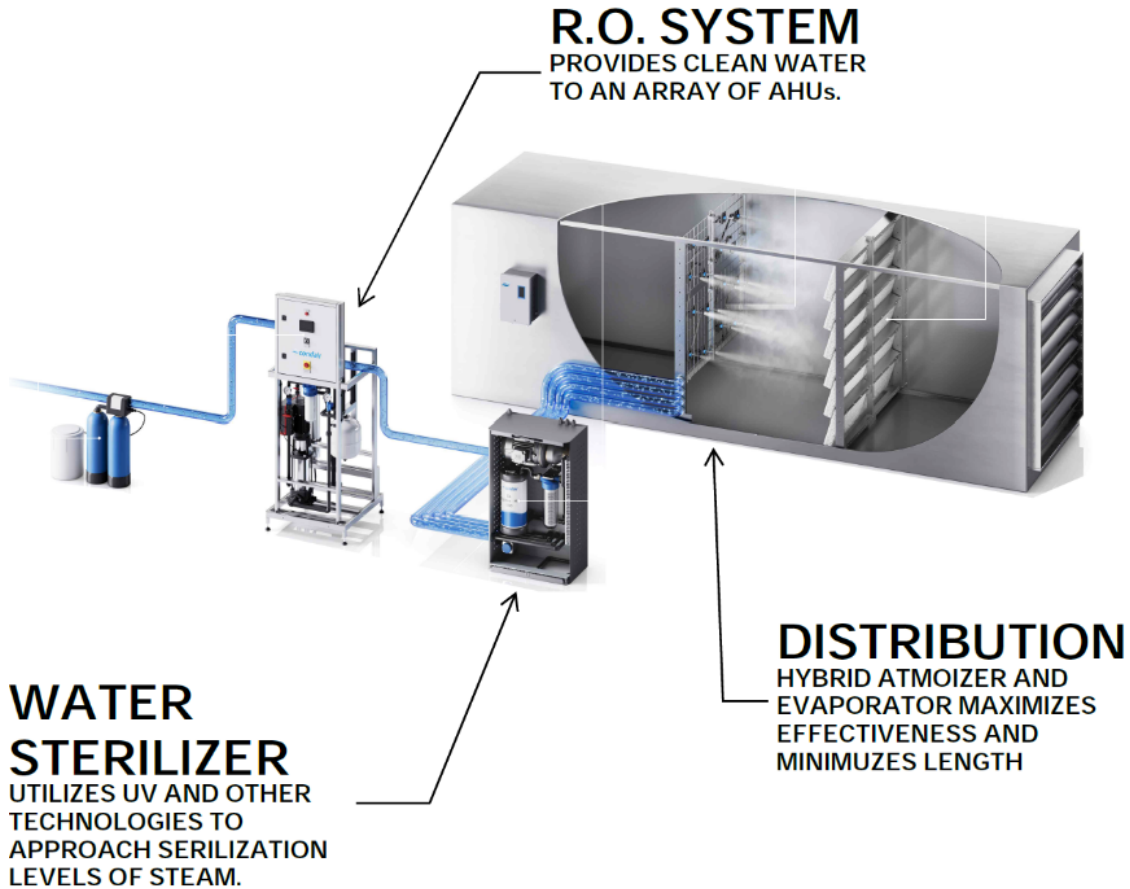 R.O. SYSTEM
PROVIDES CLEAN WATER
TO AN ARRAY OF AHUs.
condair
WATER
STERILIZER
UTILIZES UV AND OTHER
TECHNOLOGIES TO
APPROACH SERILIZATION
LEVELS OF STEAM.
DISTRIBUTION
HYBRID ATMOIZER AND
EVAPORATOR MAXIMIZES
EFFECTIVENESS AND
MINIMUZES LENGTH